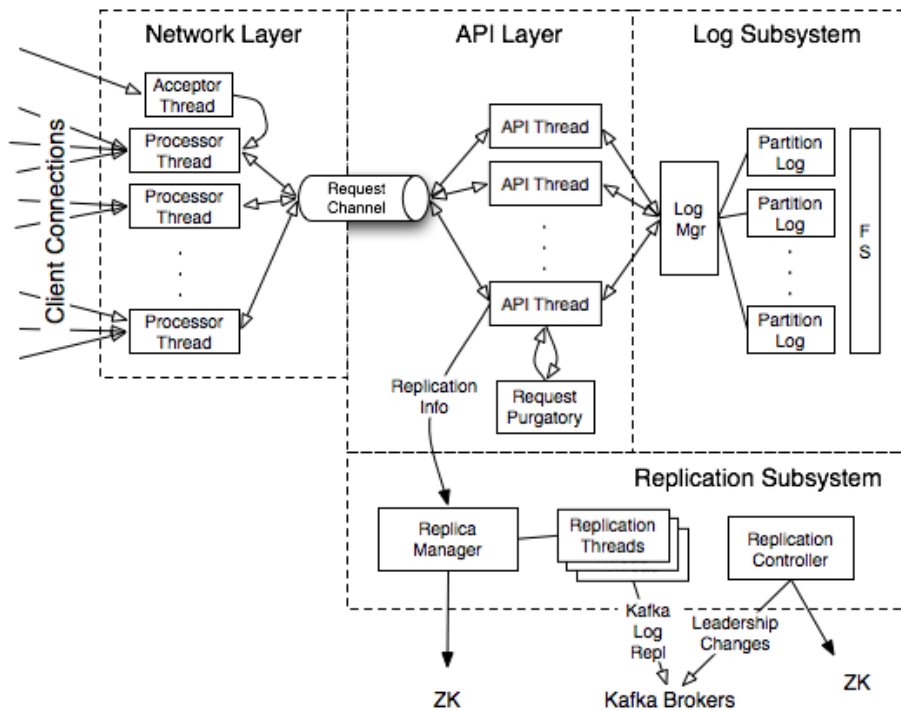 Network Layer
API Layer
Log Subsystem
Client Connections
Acceptor
Thread
Processor
Thread
Processor
Thread
Processor
Thread
Request
Channel
API Thread
API Thread
API Thread
Request
Purgatory
Log
Mgr
Partition
Log
Partition
Log
Partition
Log
F
S
Replication
Info
Replication Subsystem
Replica
Manager
Replication
Threads
Replication
Controller
Kafka
Log
Repl
Leadership
Changes
ZK
Kafka Brokers
ZK